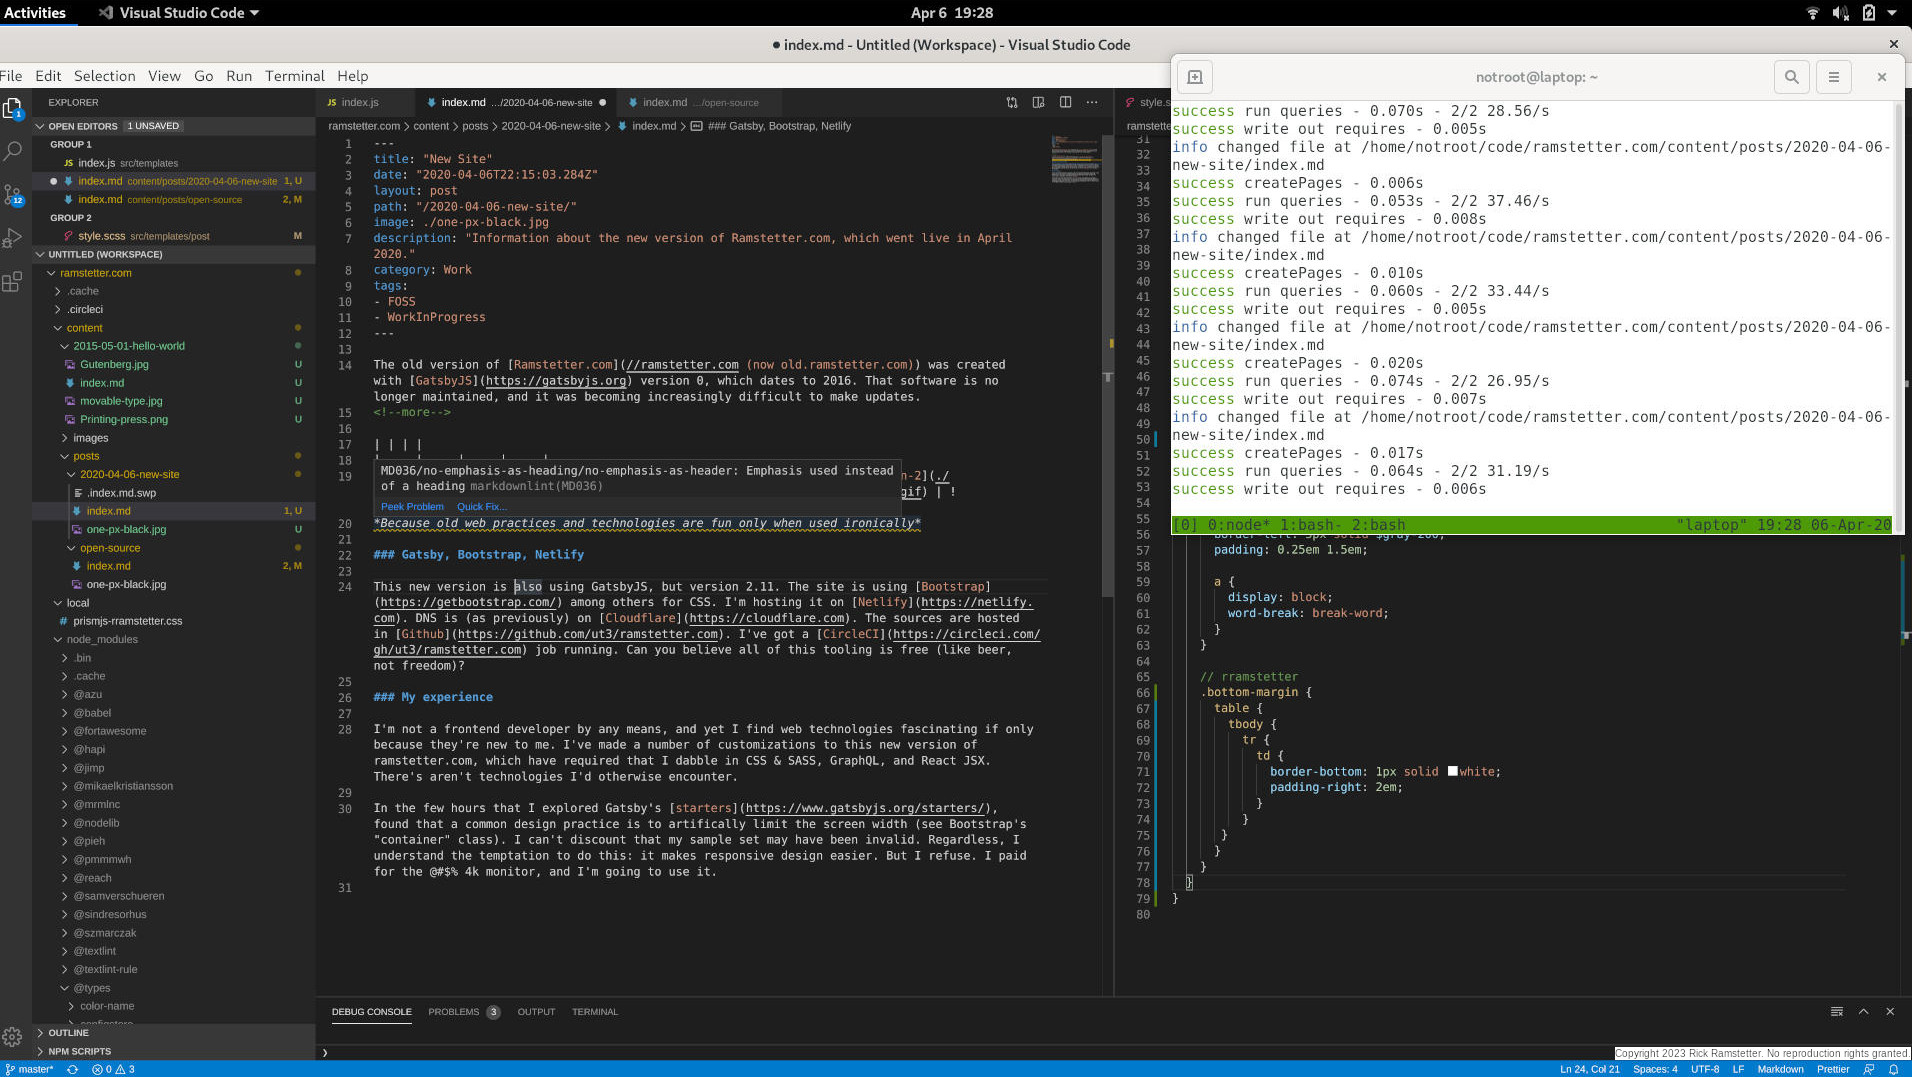 Activities
Visual Studio Code
Apr 6 19:28
● index.md - Untitled (Workspace) - Visual Studio Code
File Edit Selection View Go Run Terminal Help
EXPLORER
OPEN EDITORS 1 UNSAVED
GROUP 1
index.js src/templates
index.md content/posts/2020-04-06-new-site 1, U
index.md content/posts/open-source 2, M
GROUP 2
style.scss src/templates/post M
UNTITLED (WORKSPACE)
ramstetter.com
.cache
.circleci
content
2015-05-01-hello-world
Gutenberg.jpg U
index.md U
movable-type.jpg U
Printing-press.png U
images
posts
2020-04-06-new-site
.index.md.swp
index.md 1, U
one-px-black.jpg U
open-source
index.md 2, M
one-px-black.jpg
local
# prismjs-rramstetter.css
node_modules
.bin
.cache
@azu
@babel
@fortawesome
@hapi
@jimp
@mikaelkristiansson
@mrmlnc
@nodelib
@pieh
@pmmmwh
@reach
@samverschueren
@sindresorhus
@szmarczak
@textlint
@textlint-rule
@types
color-name
configstore
OUTLINE
NPM SCRIPTS
JS index.js
index.md .../2020-04-06-new-site ●
index.md .../open-source
ramstetter.com > content > posts > 2020-04-06-new-site > index.md > ### Gatsby, Bootstrap, Netlify
1 ---
2 title: "New Site"
3 date: "2020-04-06T22:15:03.284Z"
4 layout: post
5 path: "/2020-04-06-new-site/"
6 image: ./one-px-black.jpg
7 description: "Information about the new version of Ramstetter.com, which went live in April
2020."
8 category: Work
9 tags:
10 - FOSS
11 - WorkInProgress
12 ---
13
14 The old version of [Ramstetter.com](//ramstetter.com (now old.ramstetter.com)) was created
with [GatsbyJS](https://gatsbyjs.org) version 0, which dates to 2016. That software is no
longer maintained, and it was becoming increasingly difficult to make updates.
15 <!--more-->
16
17 | | | |
18
19 n-2](./
gif) | !
MD036/no-emphasis-as-heading/no-emphasis-as-header: Emphasis used instead
of a heading markdownlint(MD036)
Peek Problem Quick Fix...
20 *Because old web practices and technologies are fun only when used ironically*
21
22 ### Gatsby, Bootstrap, Netlify
23
24 This new version is also using GatsbyJS, but version 2.11. The site is using [Bootstrap]
(https://getbootstrap.com/) among others for CSS. I'm hosting it on [Netlify](https://netlify.
com). DNS is (as previously) on [Cloudflare](https://cloudflare.com). The sources are hosted
in [Github](https://github.com/ut3/ramstetter.com). I've got a [CircleCI](https://circleci.com/
gh/ut3/ramstetter.com) job running. Can you believe all of this tooling is free (like beer,
not freedom)?
25
26 ### My experience
27
28 I'm not a frontend developer by any means, and yet I find web technologies fascinating if only
because they're new to me. I've made a number of customizations to this new version of
ramstetter.com, which have required that I dabble in CSS & SASS, GraphQL, and React JSX.
There's aren't technologies I'd otherwise encounter.
29
30 In the few hours that I explored Gatsby's [starters](https://www.gatsbyjs.org/starters/),
found that a common design practice is to artifically limit the screen width (see Bootstrap's
"container" class). I can't discount that my sample set may have been invalid. Regardless, I
understand the temptation to do this: it makes responsive design easier. But I refuse. I paid
for the @#$% 4k monitor, and I'm going to use it.
31
style.s
ramstette
31
32
33
34
35
36
37
38
39
40
41
42
43
44
45
46
47
48
49
50
51
52
53
54
55
56 border-left: 5px solid $gray-200;
57 padding: 0.25em 1.5em;
58
59 a {
60 display: block;
61 word-break: break-word;
62 }
63 }
64
65 // rramstetter
66 .bottom-margin {
67 table {
68 tbody {
69 tr {
70 td {
71 border-bottom: 1px solid white;
72 padding-right: 2em;
73 }
74 }
75 }
76 }
77 }
78 }
79 }
80
notroot@laptop: ~
success run queries - 0.070s - 2/2 28.56/s
success write out requires - 0.005s
info changed file at /home/notroot/code/ramstetter.com/content/posts/2020-04-06-
new-site/index.md
success createPages - 0.006s
success run queries - 0.053s - 2/2 37.46/s
success write out requires - 0.008s
info changed file at /home/notroot/code/ramstetter.com/content/posts/2020-04-06-
new-site/index.md
success createPages - 0.010s
success run queries - 0.060s - 2/2 33.44/s
success write out requires - 0.005s
info changed file at /home/notroot/code/ramstetter.com/content/posts/2020-04-06-
new-site/index.md
success createPages - 0.020s
success run queries - 0.074s - 2/2 26.95/s
success write out requires - 0.007s
info changed file at /home/notroot/code/ramstetter.com/content/posts/2020-04-06-
new-site/index.md
success createPages - 0.017s
success run queries - 0.064s - 2/2 31.19/s
success write out requires - 0.006s
[0] 0:node* 1:bash- 2:bash "laptop" 19:28 06-Apr-20
DEBUG CONSOLE PROBLEMS 3 OUTPUT TERMINAL
Copyright 2023 Rick Ramstetter. No reproduction rights granted.
master* 0 3
Ln 24, Col 21 Spaces: 4 UTF-8 LF Markdown Prettier